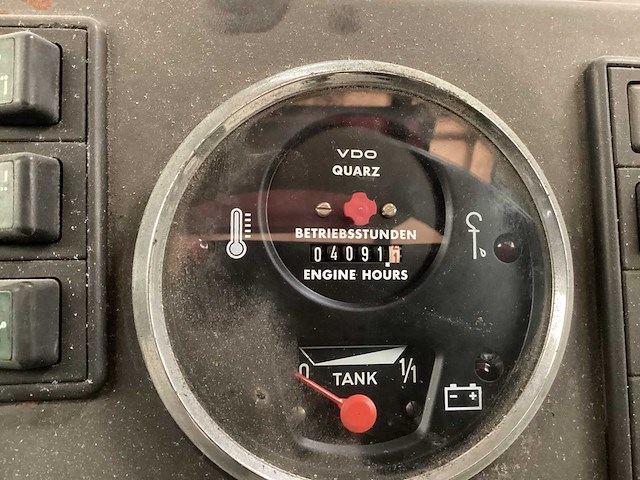 VDO
QUARZ
BETRIEBSSTUNDEN
04091
ENGINE HOURS
0 TANK 1/1
- +